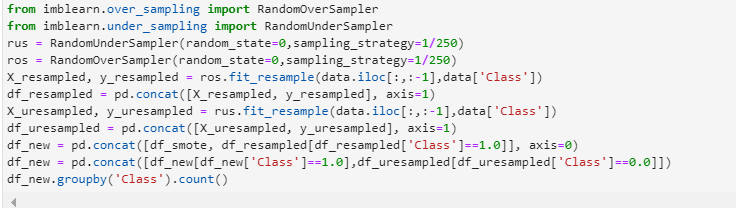 from imblearn.over_sampling import RandomOverSampler
from imblearn.under_sampling import RandomUnderSampler
rus = RandomUnderSampler(random_state=0,sampling_strategy=1/250)
ros = RandomOverSampler(random_state=0,sampling_strategy=1/250)
X_resampled, y_resampled = ros.fit_resample(data.iloc[:,:-1],data['Class'])
df_resampled = pd.concat([X_resampled, y_resampled], axis=1)
X_uresampled, y_uresampled = rus.fit_resample(data.iloc[:,:-1],data['Class'])
df_uresampled = pd.concat([X_uresampled, y_uresampled], axis=1)
df_new = pd.concat([df_smote, df_resampled[df_resampled['Class']==1.0]], axis=0)
df_new = pd.concat([df_new[df_new['Class']==1.0],df_uresampled[df_uresampled['Class']==0.0]])
df_new.groupby('Class').count()